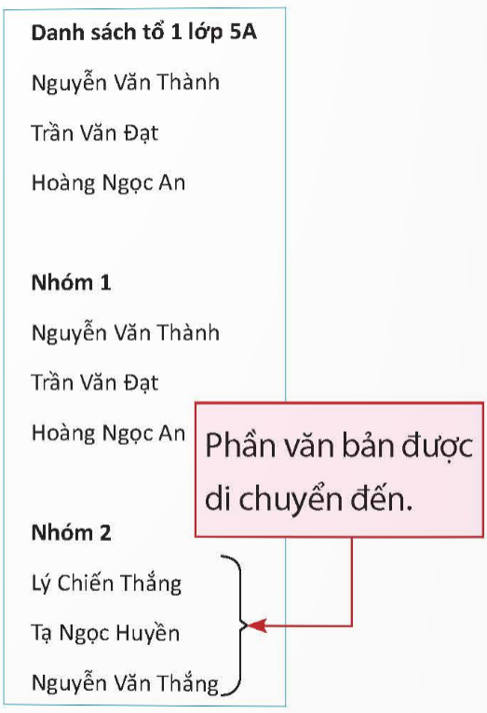 Danh sách tổ 1 lớp 5A
Nguyễn Văn Thành
Trần Văn Đạt
Hoàng Ngọc An
Nhóm 1
Nguyễn Văn Thành
Trần Văn Đạt
Hoàng Ngọc An
Phần văn bản được
di chuyển đến.
Nhóm 2
Lý Chiến Thắng
Tạ Ngọc Huyền
Nguyễn Văn Thắng